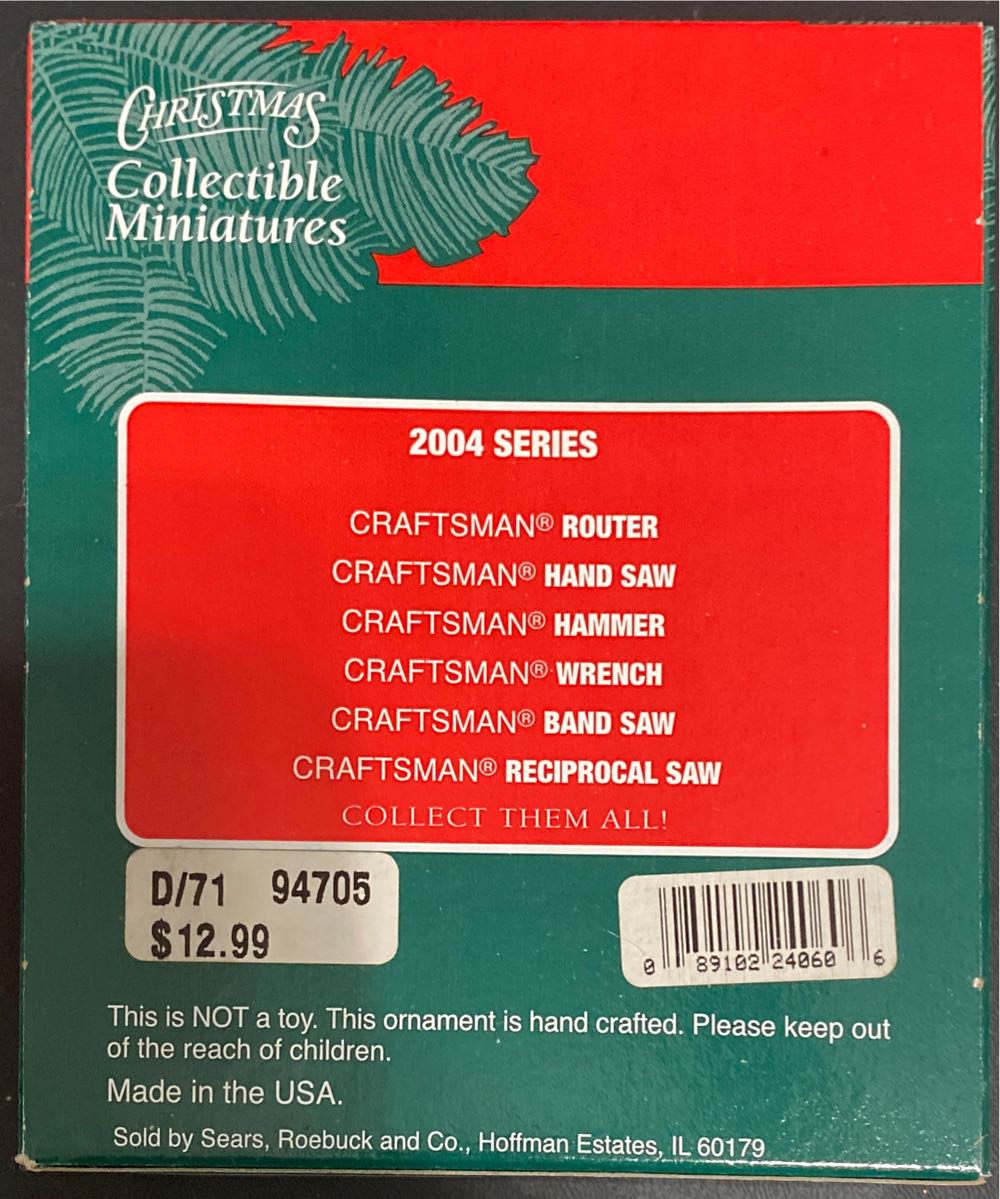 CHRISTMAS
Collectible
Miniatures
2004 SERIES
CRAFTSMAN® ROUTER
CRAFTSMAN® HAND SAW
CRAFTSMAN® HAMMER
CRAFTSMAN® WRENCH
CRAFTSMAN® BAND SAW
CRAFTSMAN® RECIPROCAL SAW
COLLECT THEM ALL!
D/71 94705
$12.99
0 89102 24060 6
This is NOT a toy. This ornament is hand crafted. Please keep out
of the reach of children.
Made in the USA.
Sold by Sears, Roebuck and Co., Hoffman Estates, IL 60179